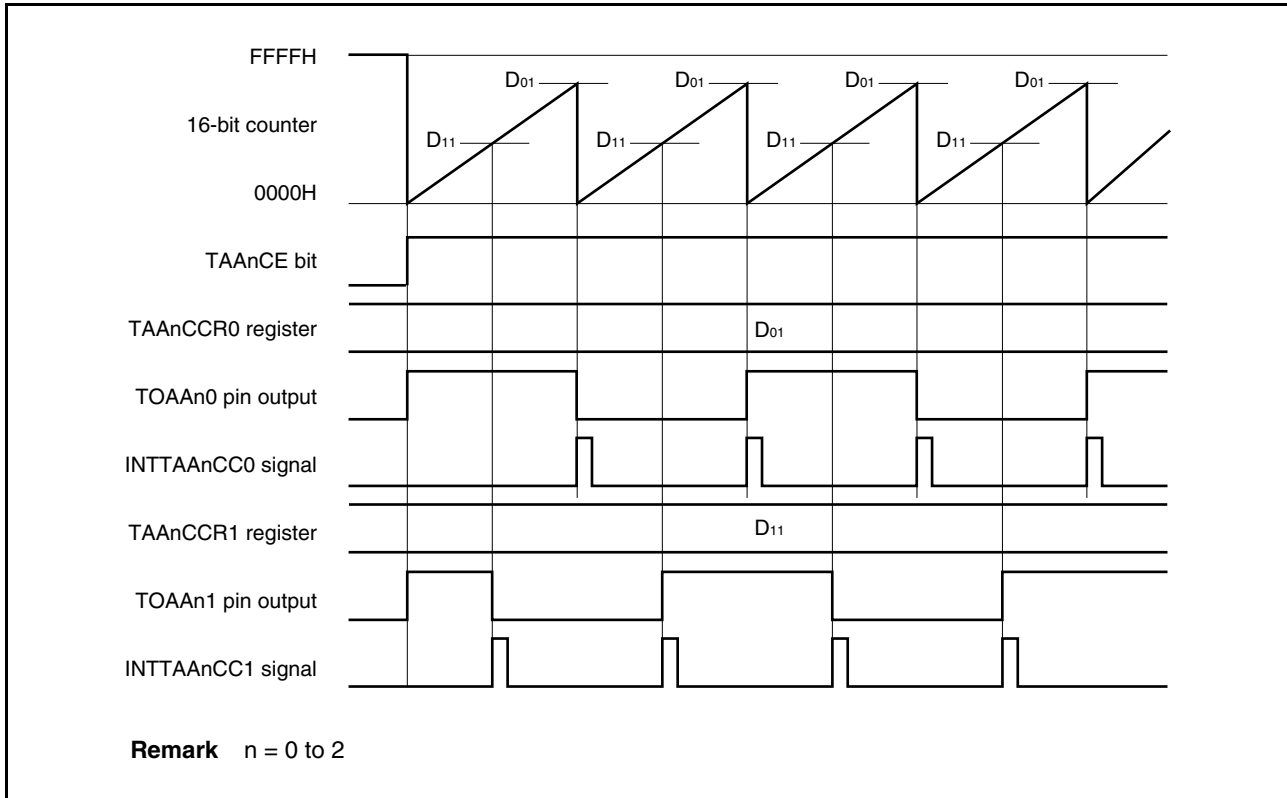 FFFFH
D01 D01 D01 D01
16-bit counter
D11 D11 D11 D11
0000H
TAAnCE bit
TAAnCCR0 register
D01
TOAAn0 pin output
INTTAAnCC0 signal
TAAnCCR1 register
D11
TOAAn1 pin output
INTTAAnCC1 signal
Remark n = 0 to 2